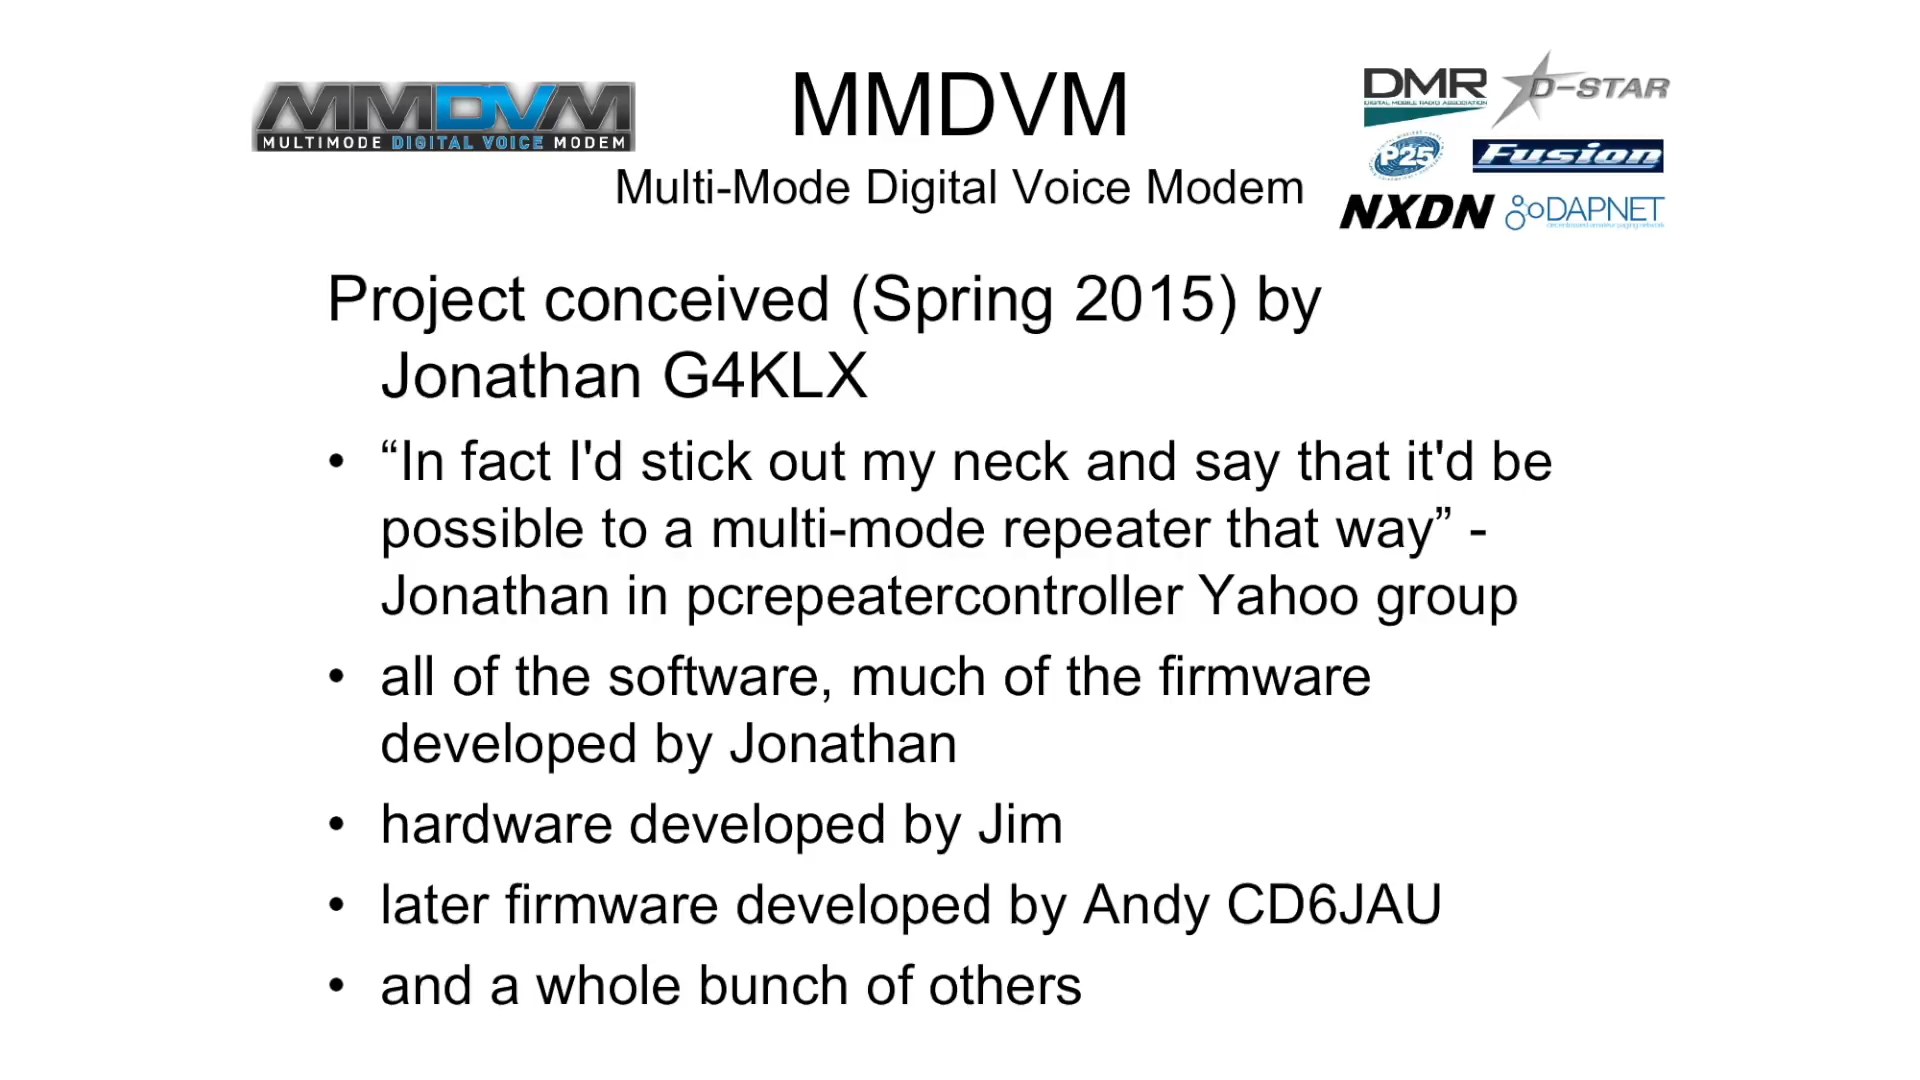 MMDVM
MULTIMODE DIGITAL VOICE MODEM
MMDVM
Multi-Mode Digital Voice Modem
DMR
DIGITAL MOBILE RADIO ASSOCIATION
D-STAR
P25
Fusion
NXDN
DAPNET
Project conceived (Spring 2015) by
Jonathan G4KLX
• “In fact I'd stick out my neck and say that it'd be
possible to a multi-mode repeater that way” -
Jonathan in pcrepeatercontroller Yahoo group
• all of the software, much of the firmware
developed by Jonathan
• hardware developed by Jim
• later firmware developed by Andy CD6JAU
• and a whole bunch of others